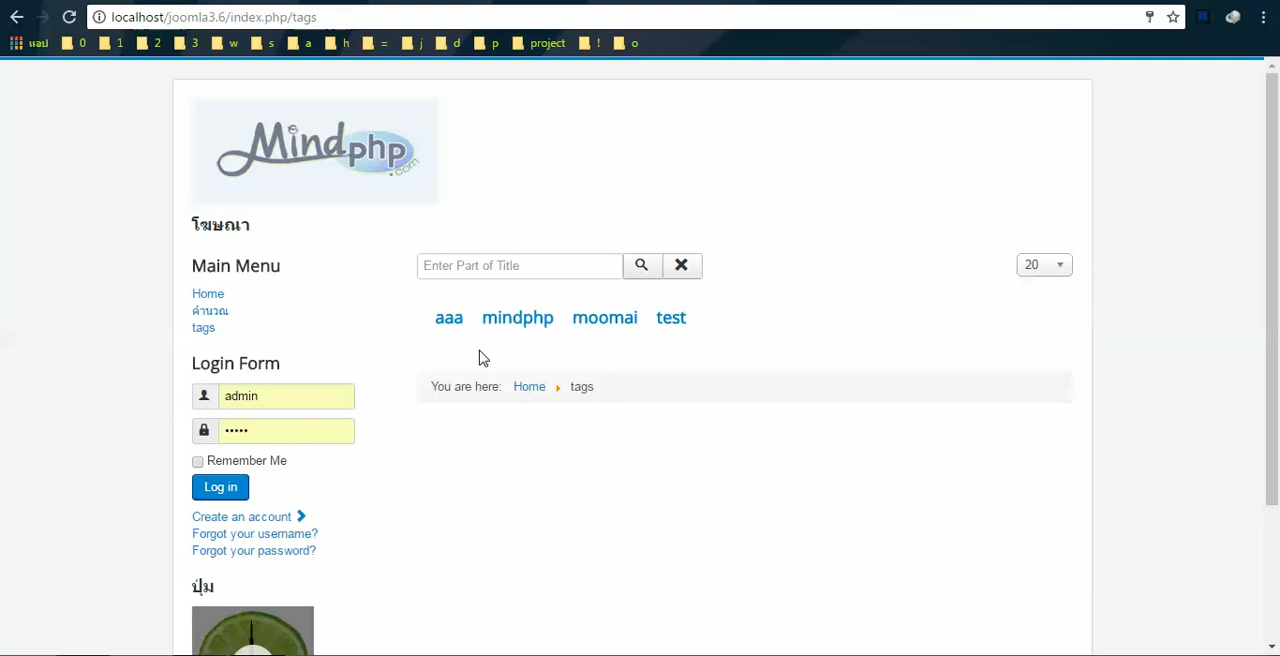 localhost/joomla3.6/index.php/tags
แอป 0 1 2 3 w s a h = j d p project ! o
Mindphp.com
โฆษณา
Main Menu
Enter Part of Title
20
Home
คำนวณ
tags
aaa mindphp moomai test
Login Form
You are here: Home tags
admin
•••••
Remember Me
Log in
Create an account
Forgot your username?
Forgot your password?
ปุ่ม